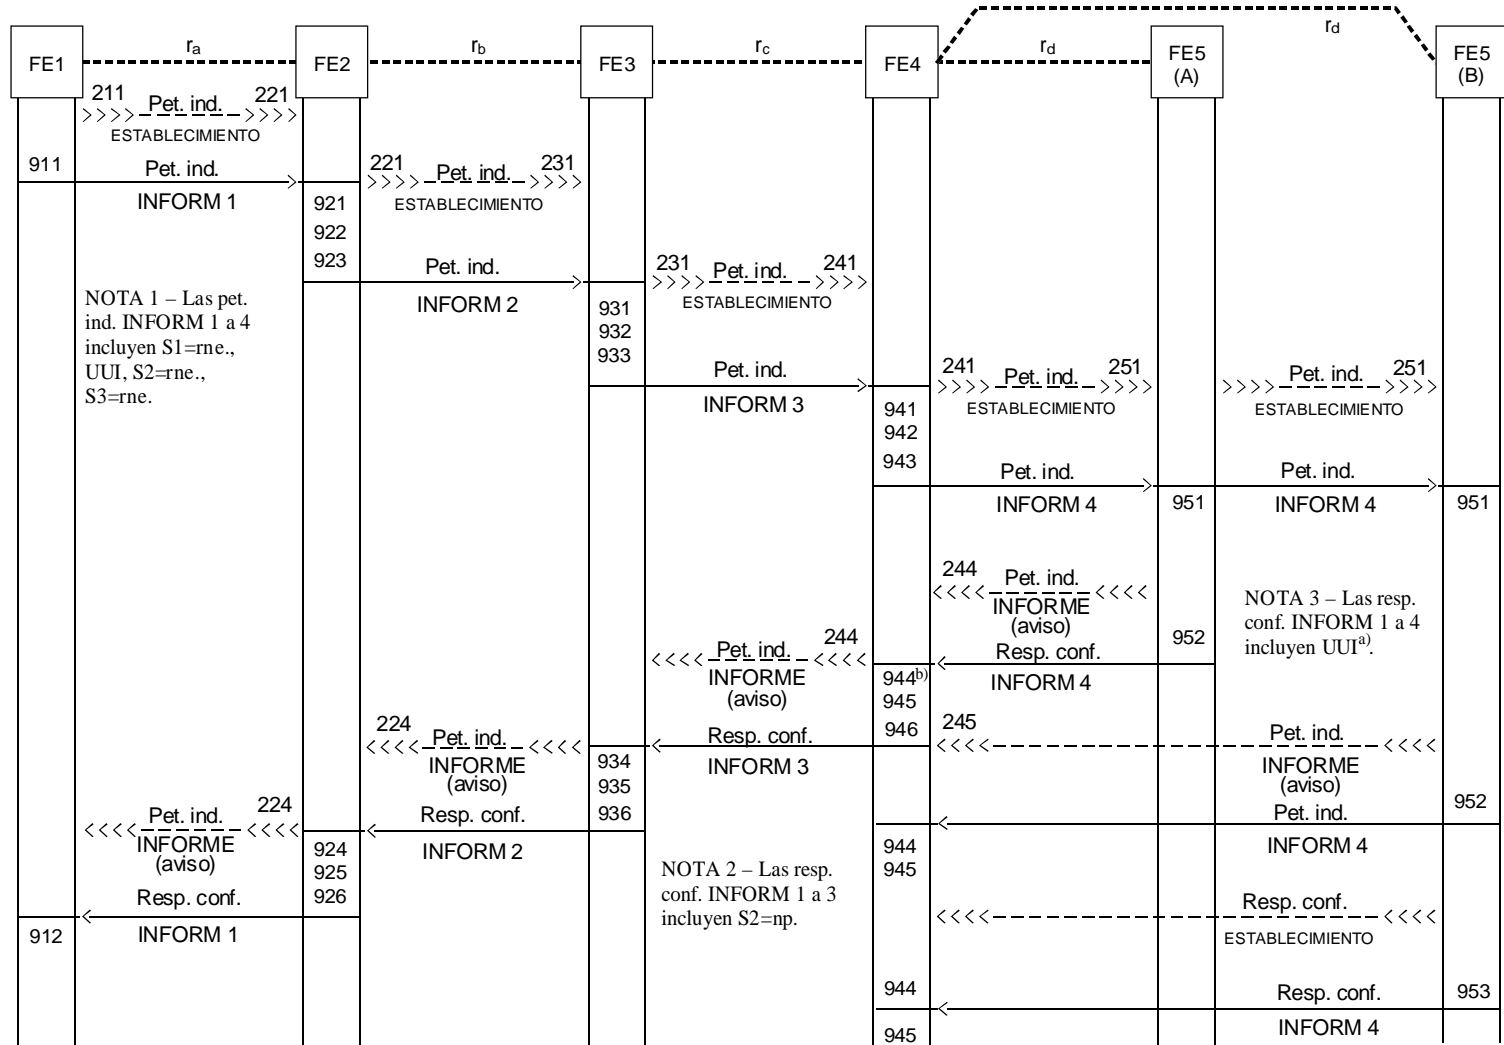 r_a
r_b
r_c
r_d
r_d
FE1
FE2
FE3
FE4
FE5
(A)
FE5
(B)
211 Pet. ind. 221
ESTABLECIMIENTO
911 Pet. ind.
INFORM 1
221 Pet. ind. 231
ESTABLECIMIENTO
921
922
923
Pet. ind.
INFORM 2
231 Pet. ind. 241
ESTABLECIMIENTO
NOTA 1 – Las pet.
ind. INFORM 1 a 4
incluyen S1=rne.,
UUI, S2=rne.,
S3=rne.
931
932
933
Pet. ind.
INFORM 3
241 Pet. ind. 251
ESTABLECIMIENTO
Pet. ind. 251
ESTABLECIMIENTO
941
942
943
Pet. ind.
INFORM 4
951
Pet. ind.
INFORM 4
951
244 Pet. ind.
INFORME
(aviso)
NOTA 3 – Las resp.
conf. INFORM 1 a 4
incluyen UUIa).
952
Resp. conf.
INFORM 4
Pet. ind. 244
INFORME
(aviso)
944b)
945
946
Resp. conf.
INFORM 3
245 Pet. ind.
INFORME
(aviso)
224 Pet. ind.
INFORME
(aviso)
934
935
936
Resp. conf.
INFORM 2
952
Pet. ind.
INFORM 4
Pet. ind. 224
INFORME
(aviso)
924
925
926
944
945
NOTA 2 – Las resp.
conf. INFORM 1 a 3
incluyen S2=np.
Resp. conf.
INFORM 1
912
Resp. conf.
ESTABLECIMIENTO
944
Resp. conf.
953
INFORM 4
945